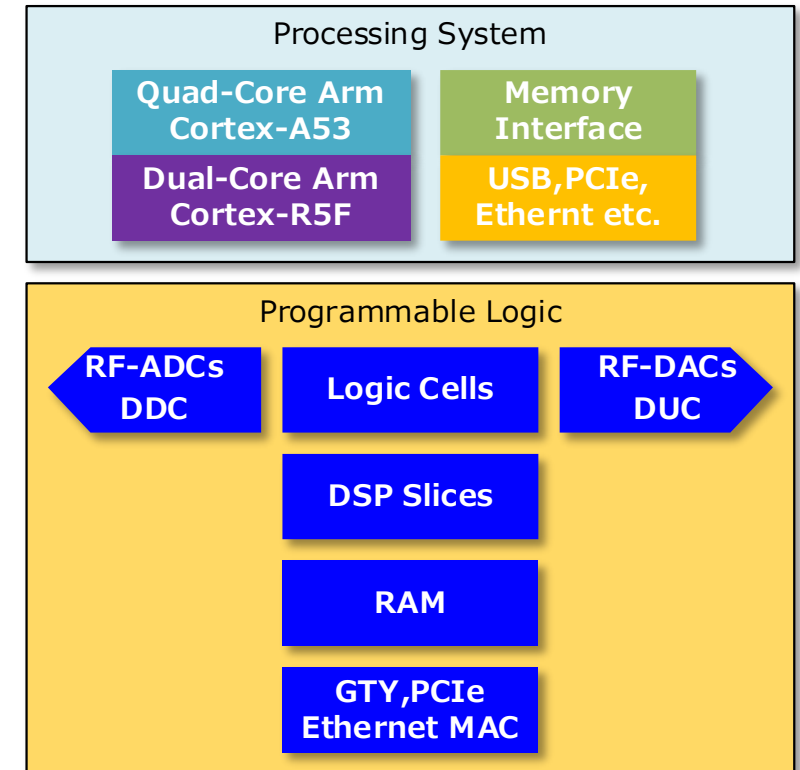 Processing System
Quad-Core Arm
Cortex-A53
Memory
Interface
Dual-Core Arm
Cortex-R5F
USB,PCIe,
Ethernt etc.
Programmable Logic
RF-ADCs
DDC
Logic Cells
RF-DACs
DUC
DSP Slices
RAM
GTY,PCIe
Ethernet MAC